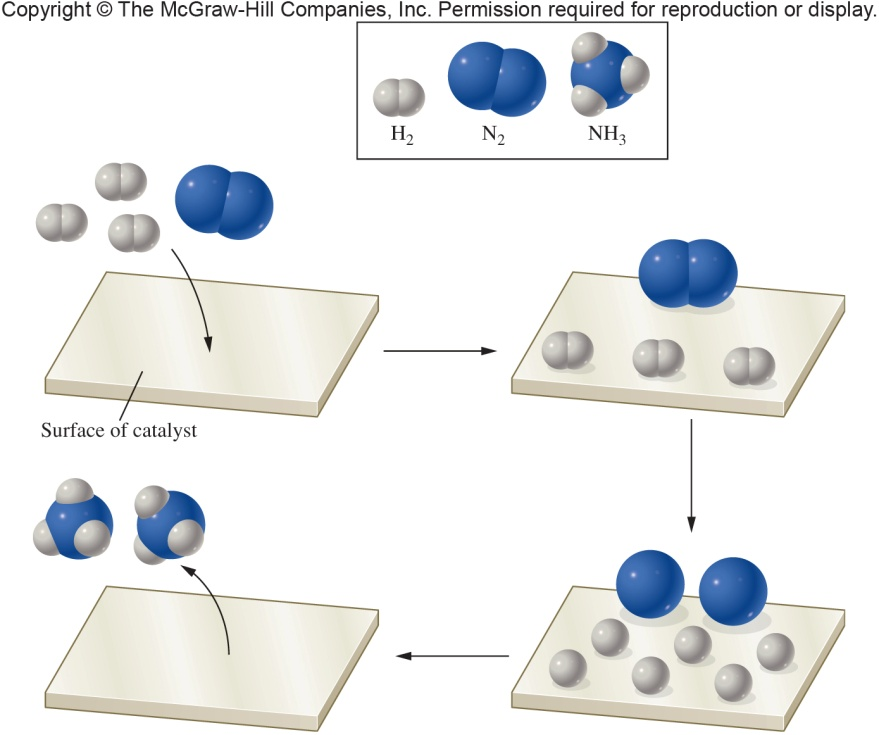 Copyright © The McGraw-Hill Companies, Inc. Permission required for reproduction or display.
H₂ N₂ NH₃
Surface of catalyst